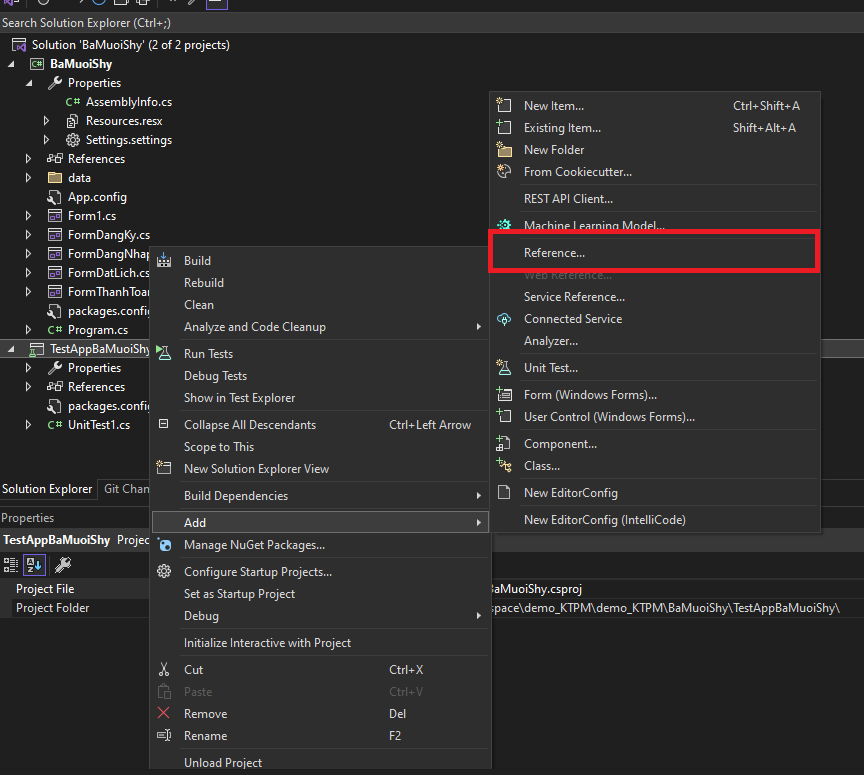 Search Solution Explorer (Ctrl+;)
Solution 'BaMuoiShy' (2 of 2 projects)
BaMuoiShy
Properties
AssemblyInfo.cs
Resources.resx
Settings.settings
References
data
App.config
Form1.cs
FormDangKy.cs
FormDangNhap
FormDatLich.cs
FormThanhToan
packages.config
Program.cs
TestAppBaMuoiShy
Properties
References
packages.config
UnitTest1.cs
Solution Explorer
Git Chan
Properties
TestAppBaMuoiShy Projec
Project File
BaMuoiShy.csproj
Project Folder
space\demo_KTPM\demo_KTPM\BaMuoiShy\TestAppBaMuoiShy\
Build
Rebuild
Clean
Analyze and Code Cleanup
Run Tests
Debug Tests
Show in Test Explorer
Collapse All Descendants Ctrl+Left Arrow
Scope to This
New Solution Explorer View
Build Dependencies
Add
Manage NuGet Packages...
Configure Startup Projects...
Set as Startup Project
Debug
Initialize Interactive with Project
Cut Ctrl+X
Paste Ctrl+V
Remove Del
Rename F2
Unload Project
New Item... Ctrl+Shift+A
Existing Item... Shift+Alt+A
New Folder
From Cookiecutter...
REST API Client...
Machine Learning Model...
Reference...
Web Reference...
Service Reference...
Connected Service
Analyzer...
Unit Test...
Form (Windows Forms)...
User Control (Windows Forms)...
Component...
Class...
New EditorConfig
New EditorConfig (IntelliCode)